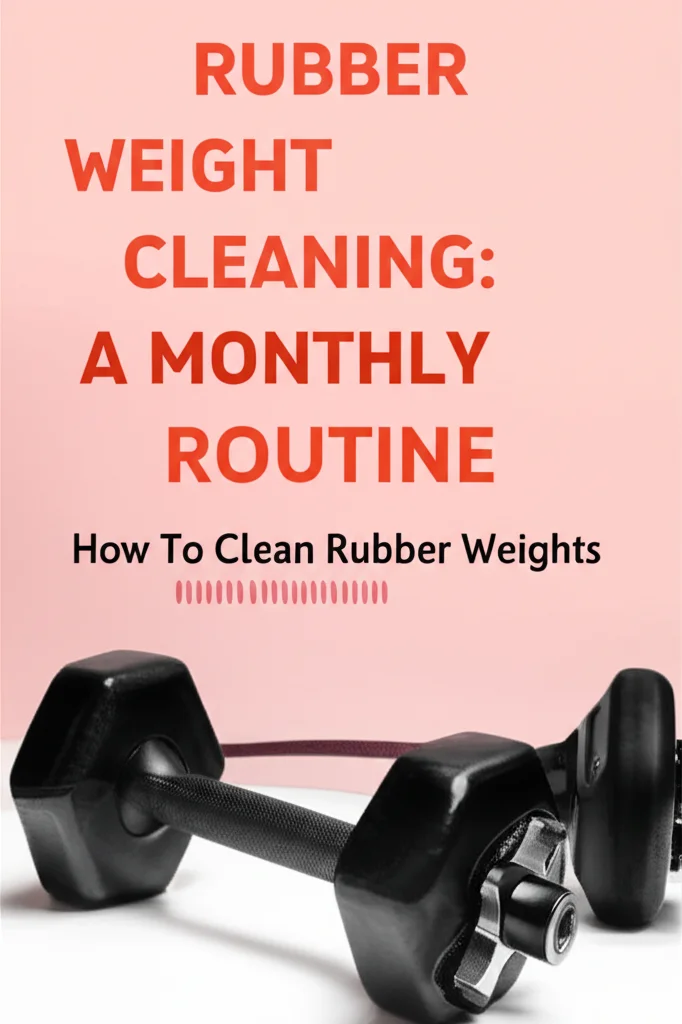 RUBBER
WEIGHT
CLEANING:
A MONTHLY
ROUTINE
How To Clean Rubber Weights